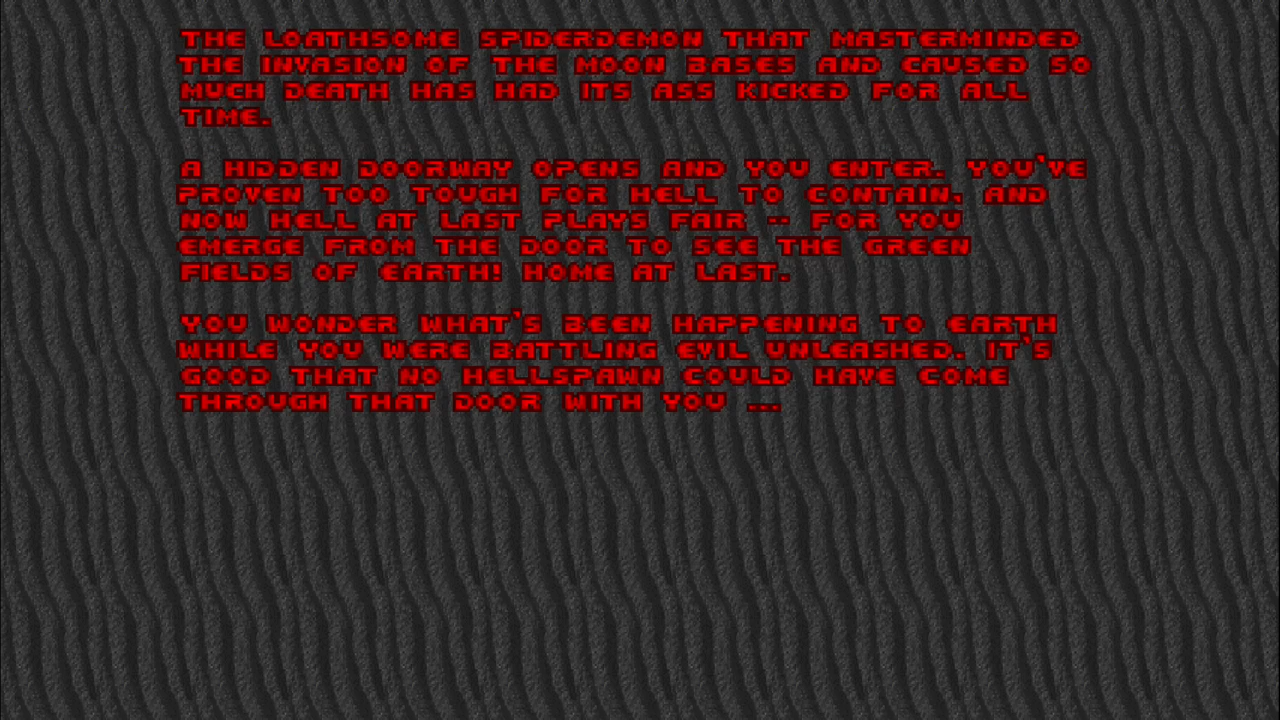 THE LOATHSOME SPIDERDEMON THAT MASTERMINDED
THE INVASION OF THE MOON BASES AND CAUSED SO
MUCH DEATH HAS HAD ITS ASS KICKED FOR ALL
TIME.
A HIDDEN DOORWAY OPENS AND YOU ENTER. YOU'VE
PROVEN TOO TOUGH FOR HELL TO CONTAIN, AND
NOW HELL AT LAST PLAYS FAIR -- FOR YOU
EMERGE FROM THE DOOR TO SEE THE GREEN
FIELDS OF EARTH! HOME AT LAST.
YOU WONDER WHAT'S BEEN HAPPENING TO EARTH
WHILE YOU WERE BATTLING EVIL UNLEASHED. IT'S
GOOD THAT NO HELLSPAWN COULD HAVE COME
THROUGH THAT DOOR WITH YOU ...